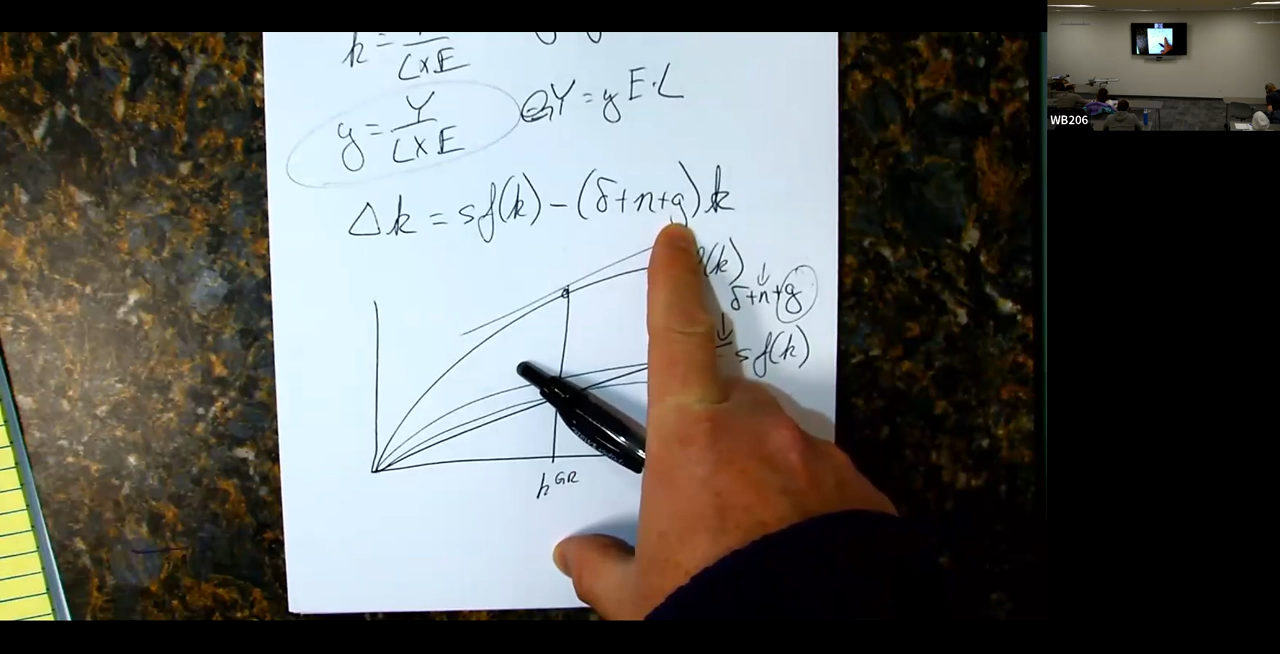 k = 
L×E
y = Y
L×E
Y = y E·L
Δk = sf(k) − (δ+n+g)k
(k)
δ+n+g
= sf(k)
k^GR
WB206